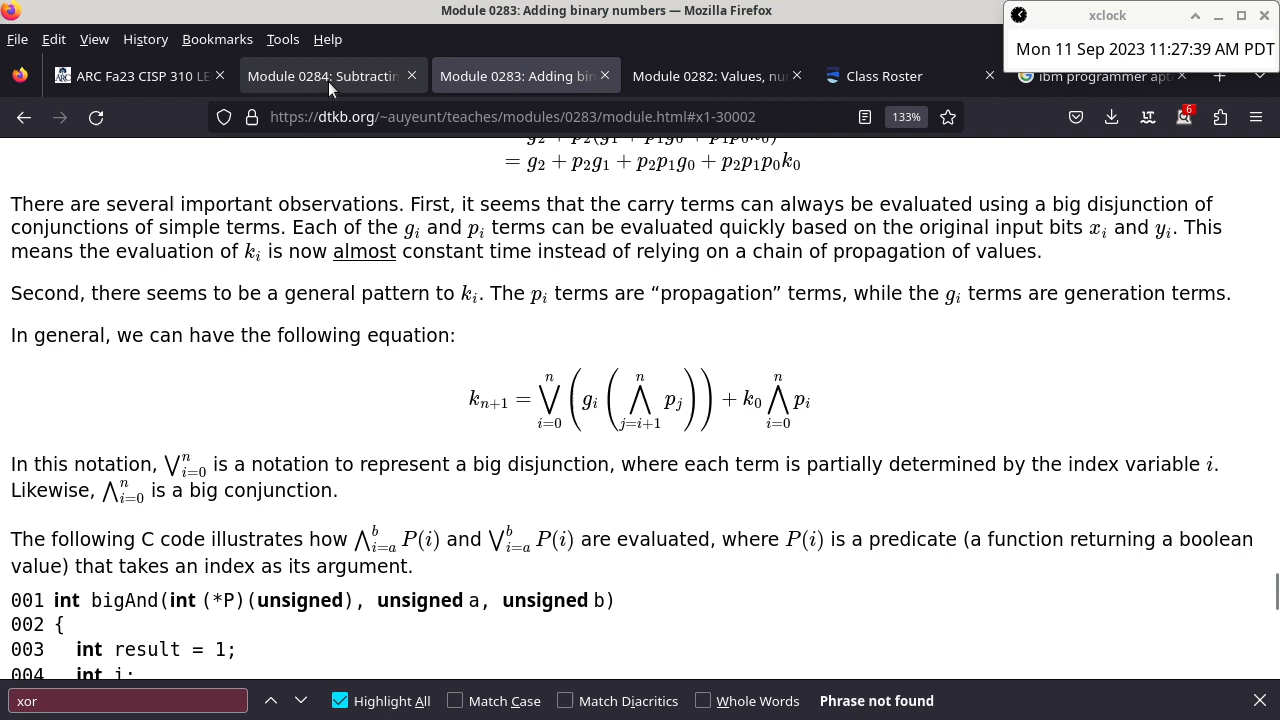 Module 0283: Adding binary numbers — Mozilla Firefox
xclock
File Edit View History Bookmarks Tools Help
Mon 11 Sep 2023 11:27:39 AM PDT
ARC Fa23 CISP 310 LE
Module 0284: Subtractin
Module 0283: Adding bin
Module 0282: Values, nu
Class Roster
ibm programmer apt
https://dtkb.org/~auyeunt/teaches/modules/0283/module.html#x1-30002
133%
6
= g₂ + p₂g₁ + p₂p₁g₀ + p₂p₁p₀k₀
There are several important observations. First, it seems that the carry terms can always be evaluated using a big disjunction of
conjunctions of simple terms. Each of the gᵢ and pᵢ terms can be evaluated quickly based on the original input bits xᵢ and yᵢ. This
means the evaluation of kᵢ is now almost constant time instead of relying on a chain of propagation of values.
Second, there seems to be a general pattern to kᵢ. The pᵢ terms are “propagation” terms, while the gᵢ terms are generation terms.
In general, we can have the following equation:
k_{n+1} = ⋁_{i=0}^{n} (gᵢ (⋀_{j=i+1}^{n} pⱼ)) + k₀ ⋀_{i=0}^{n} pᵢ
In this notation, ⋁_{i=0}^{n} is a notation to represent a big disjunction, where each term is partially determined by the index variable i.
Likewise, ⋀_{i=0}^{n} is a big conjunction.
The following C code illustrates how ⋀_{i=a}^{b} P(i) and ⋁_{i=a}^{b} P(i) are evaluated, where P(i) is a predicate (a function returning a boolean
value) that takes an index as its argument.
001 int bigAnd(int (*P)(unsigned), unsigned a, unsigned b)
002 {
003 int result = 1;
004 int i;
xor
Highlight All
Match Case
Match Diacritics
Whole Words
Phrase not found